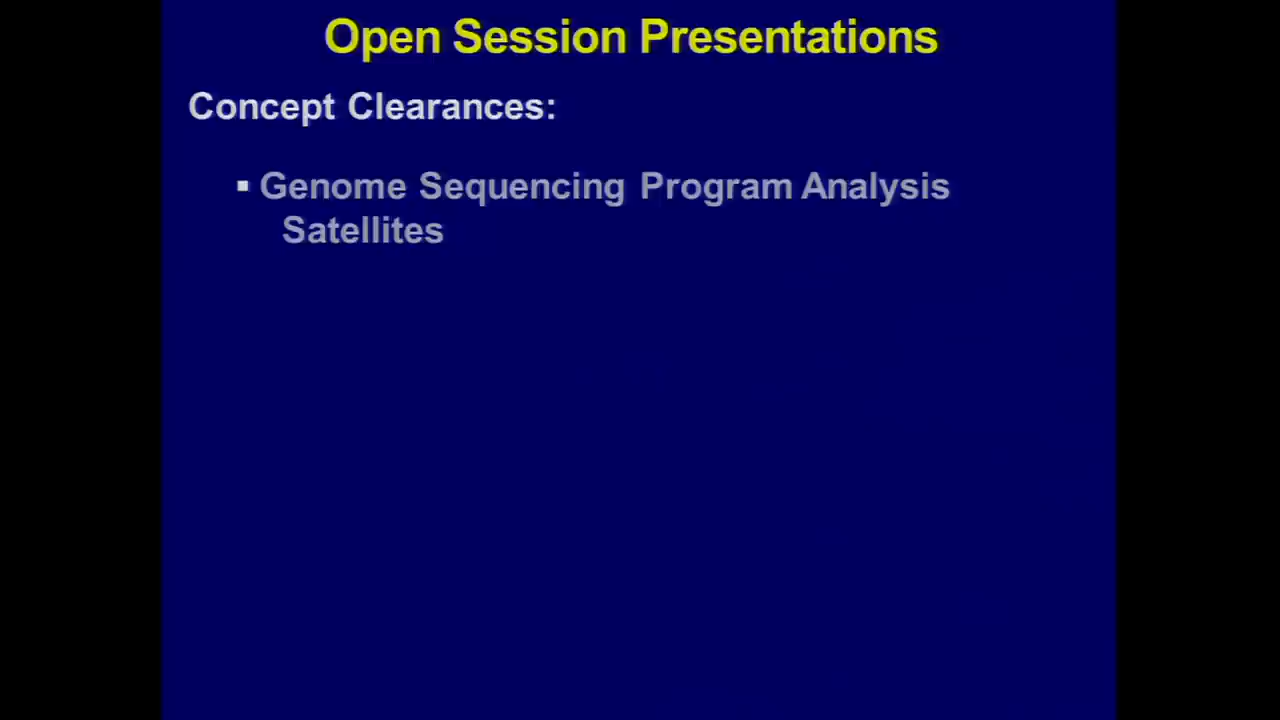 Open Session Presentations
Concept Clearances:
▪ Genome Sequencing Program Analysis
Satellites